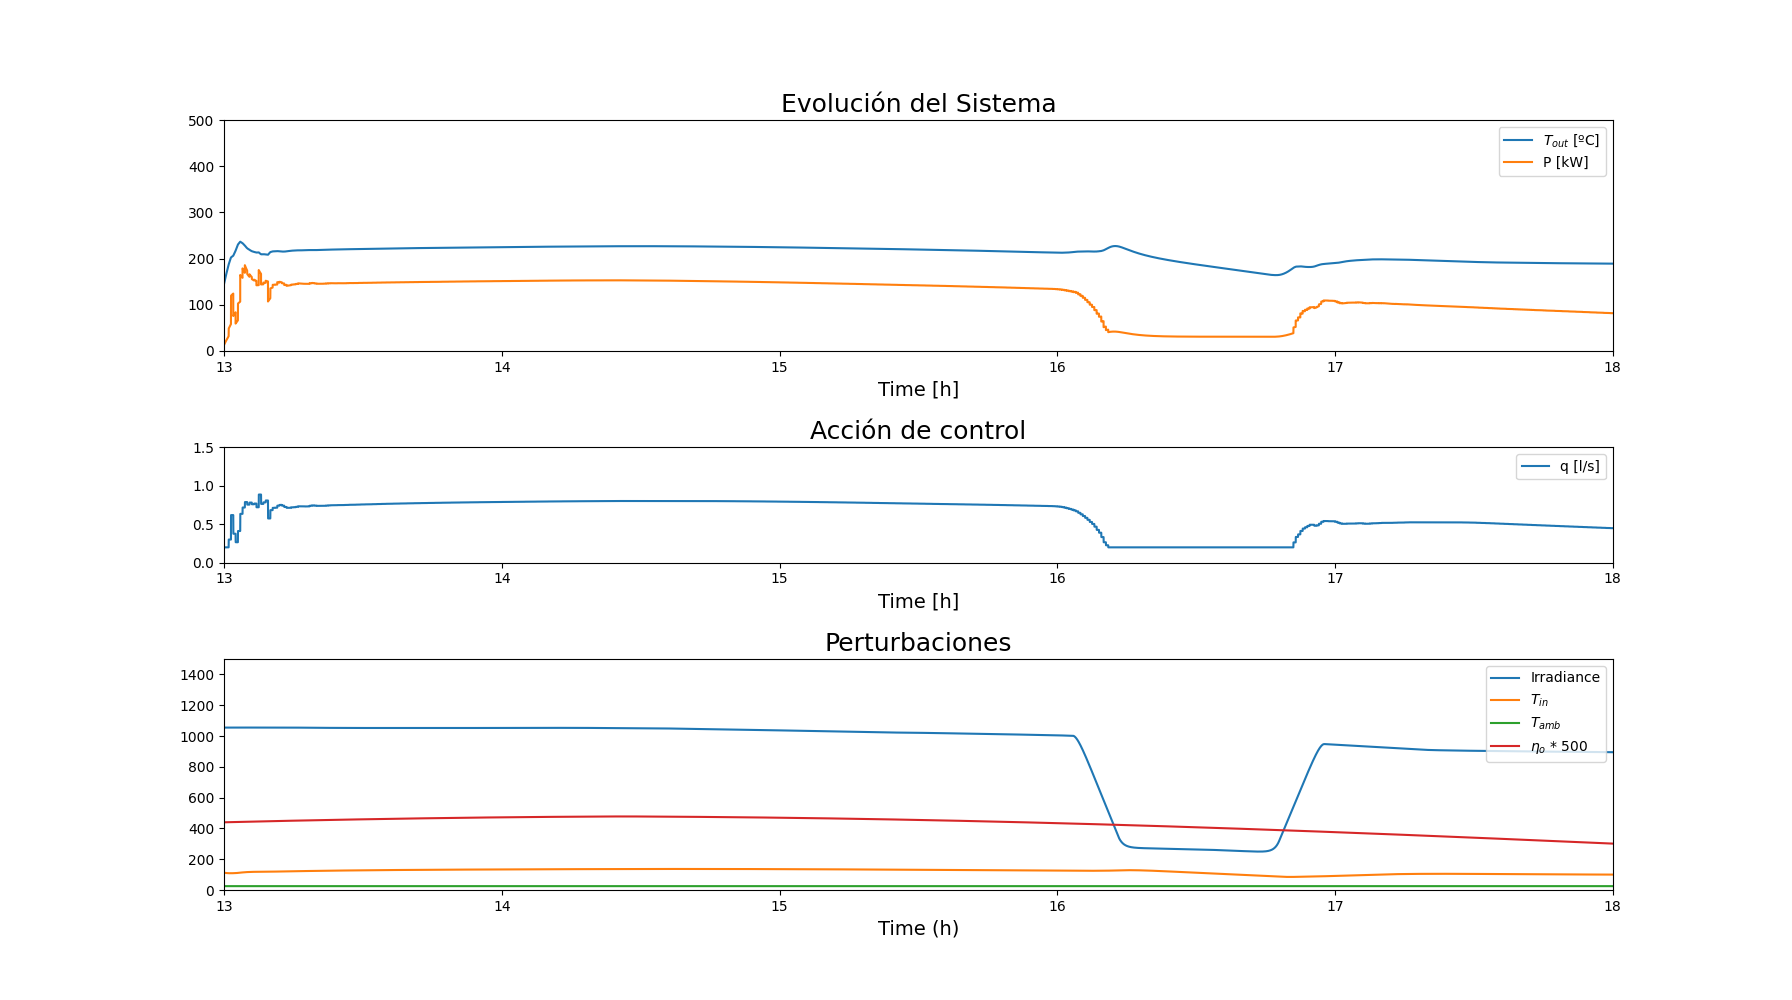 Evolución del Sistema
500
400
300
200
100
0
T_out [ºC]
P [kW]
13 14 15 16 17 18
Time [h]
Acción de control
1.5
1.0
0.5
0.0
q [l/s]
13 14 15 16 17 18
Time [h]
Perturbaciones
1400
1200
1000
800
600
400
200
0
Irradiance
T_in
T_amb
η_o * 500
13 14 15 16 17 18
Time (h)